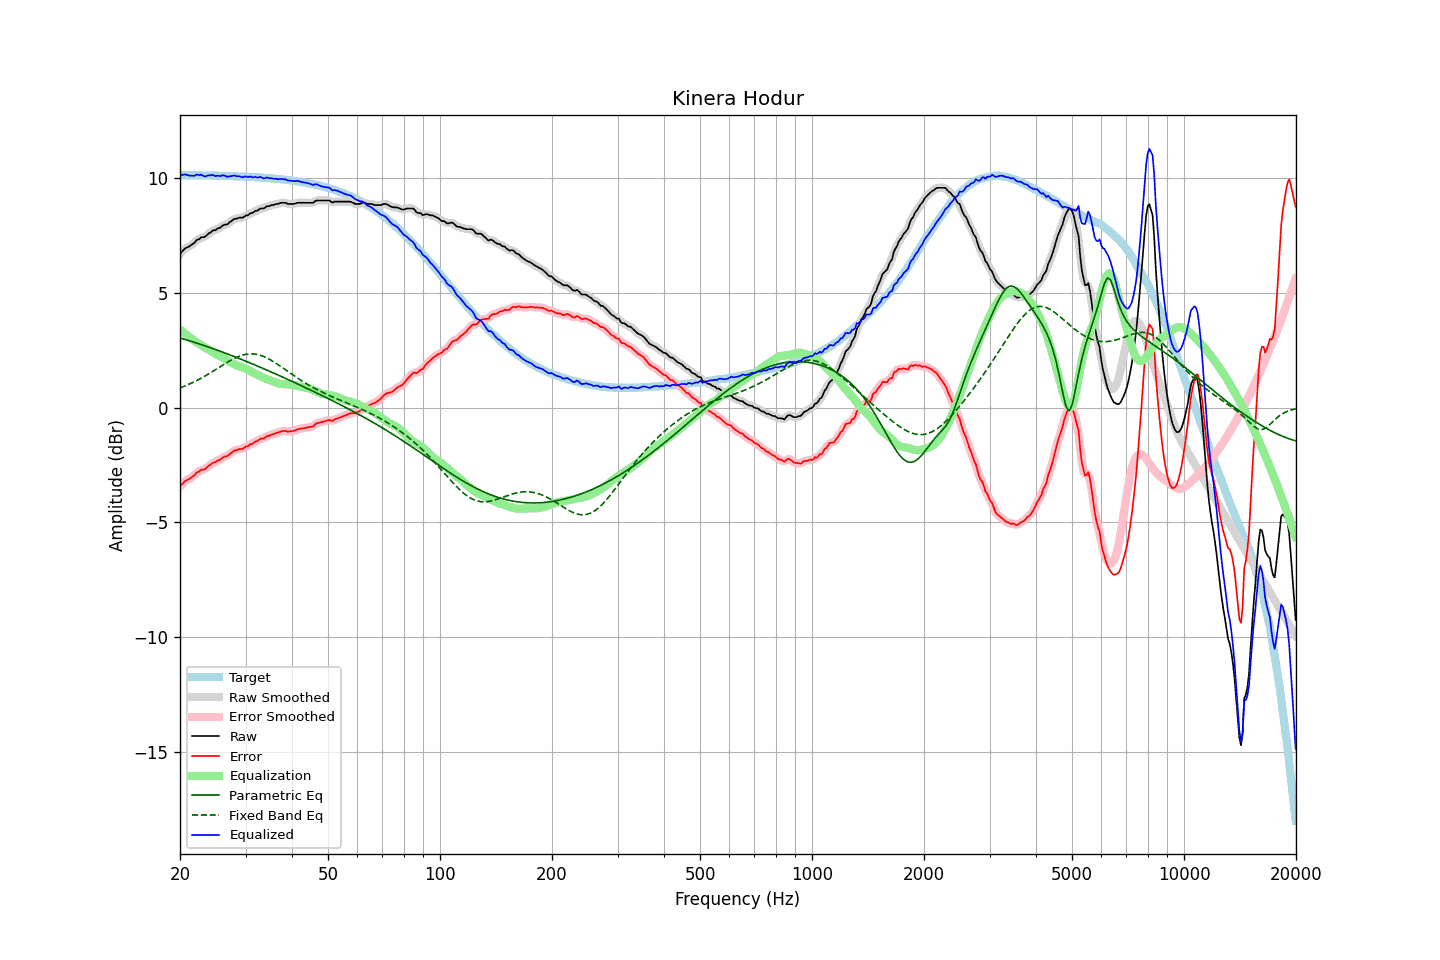 Kinera Hodur
Amplitude (dBr)
10
5
0
−5
−10
−15
Target
Raw Smoothed
Error Smoothed
Raw
Error
Equalization
Parametric Eq
Fixed Band Eq
Equalized
20 50 100 200 500 1000 2000 5000 10000 20000
Frequency (Hz)